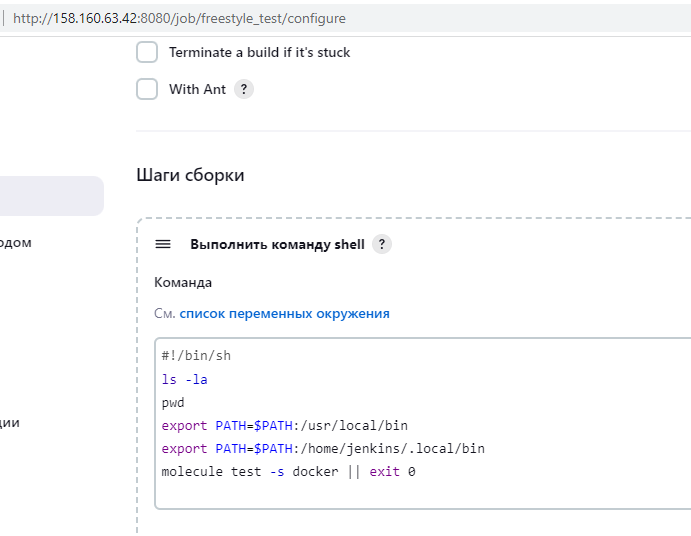 http://158.160.63.42:8080/job/freestyle_test/configure
Terminate a build if it's stuck
With Ant ?
Шаги сборки
одом
Выполнить команду shell ?
Команда
См. список переменных окружения
#!/bin/sh
ls -la
pwd
export PATH=$PATH:/usr/local/bin
ции
export PATH=$PATH:/home/jenkins/.local/bin
molecule test -s docker || exit 0